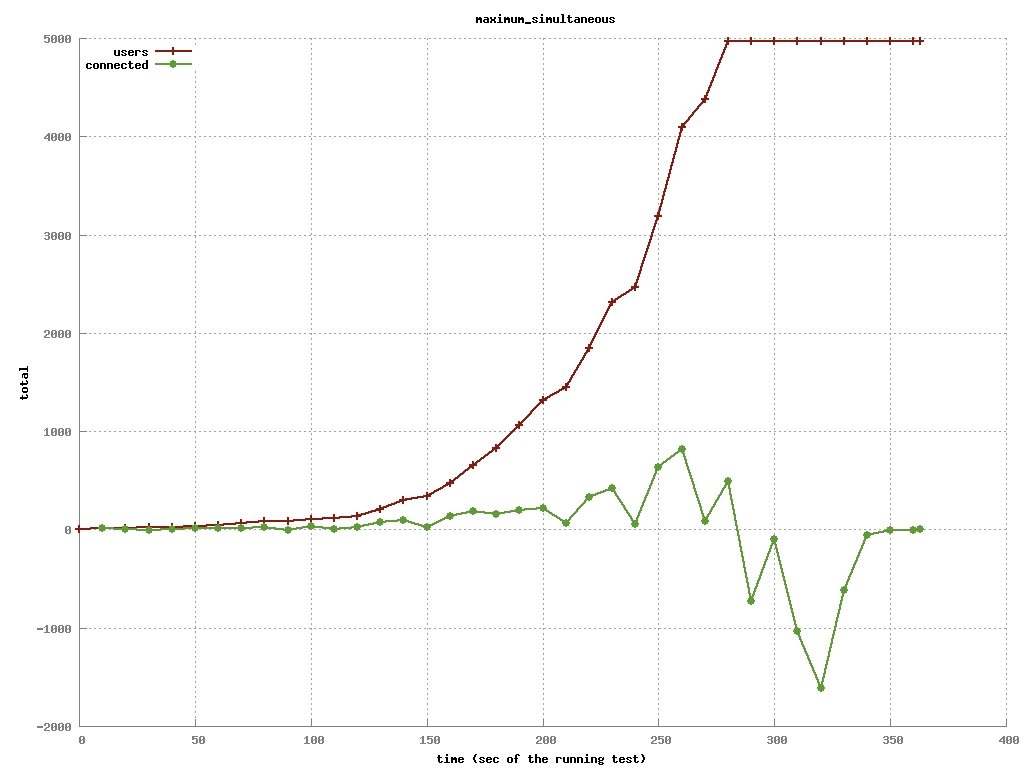 maximum_simultaneous
users
connected
5000
4000
3000
2000
1000
0
-1000
-2000
total
0 50 100 150 200 250 300 350 400
time (sec of the running test)